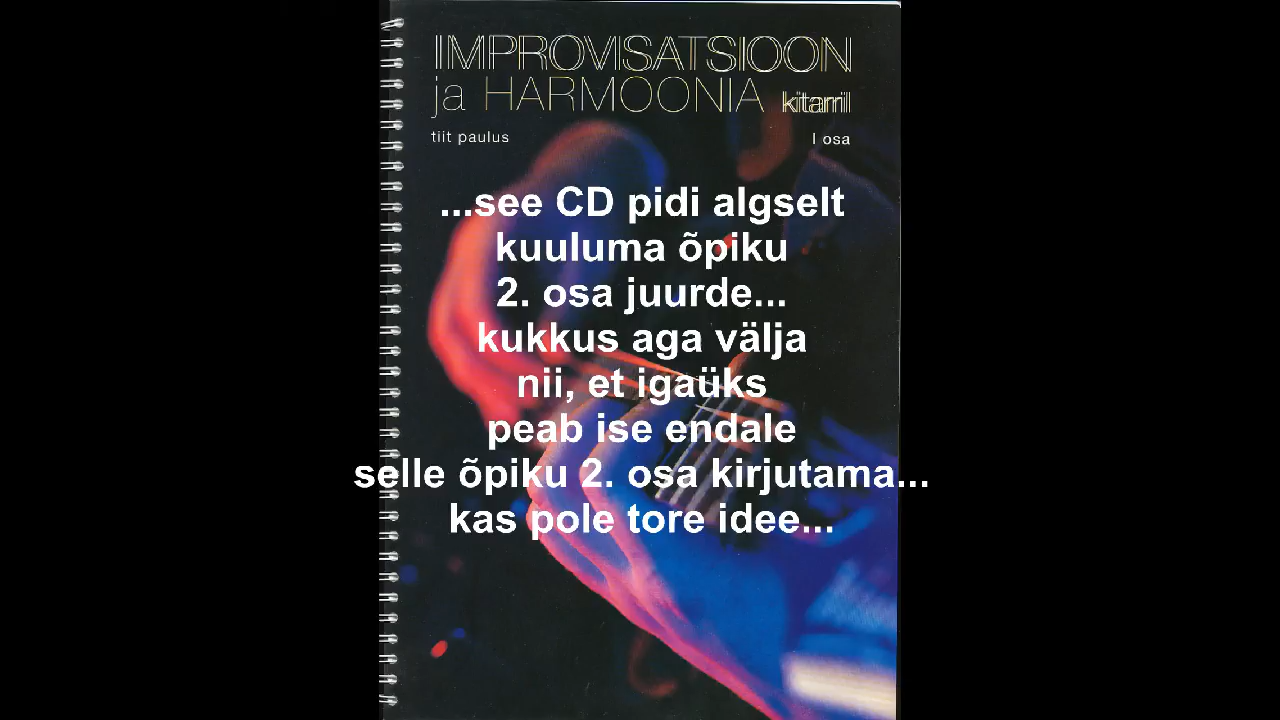 IMPROVISATSIOON
ja HARMOONIA kitarril
tiit paulus
I osa
...see CD pidi algselt
kuuluma õpiku
2. osa juurde...
kukkus aga välja
nii, et igaüks
peab ise endale
selle õpiku 2. osa kirjutama...
kas pole tore idee...